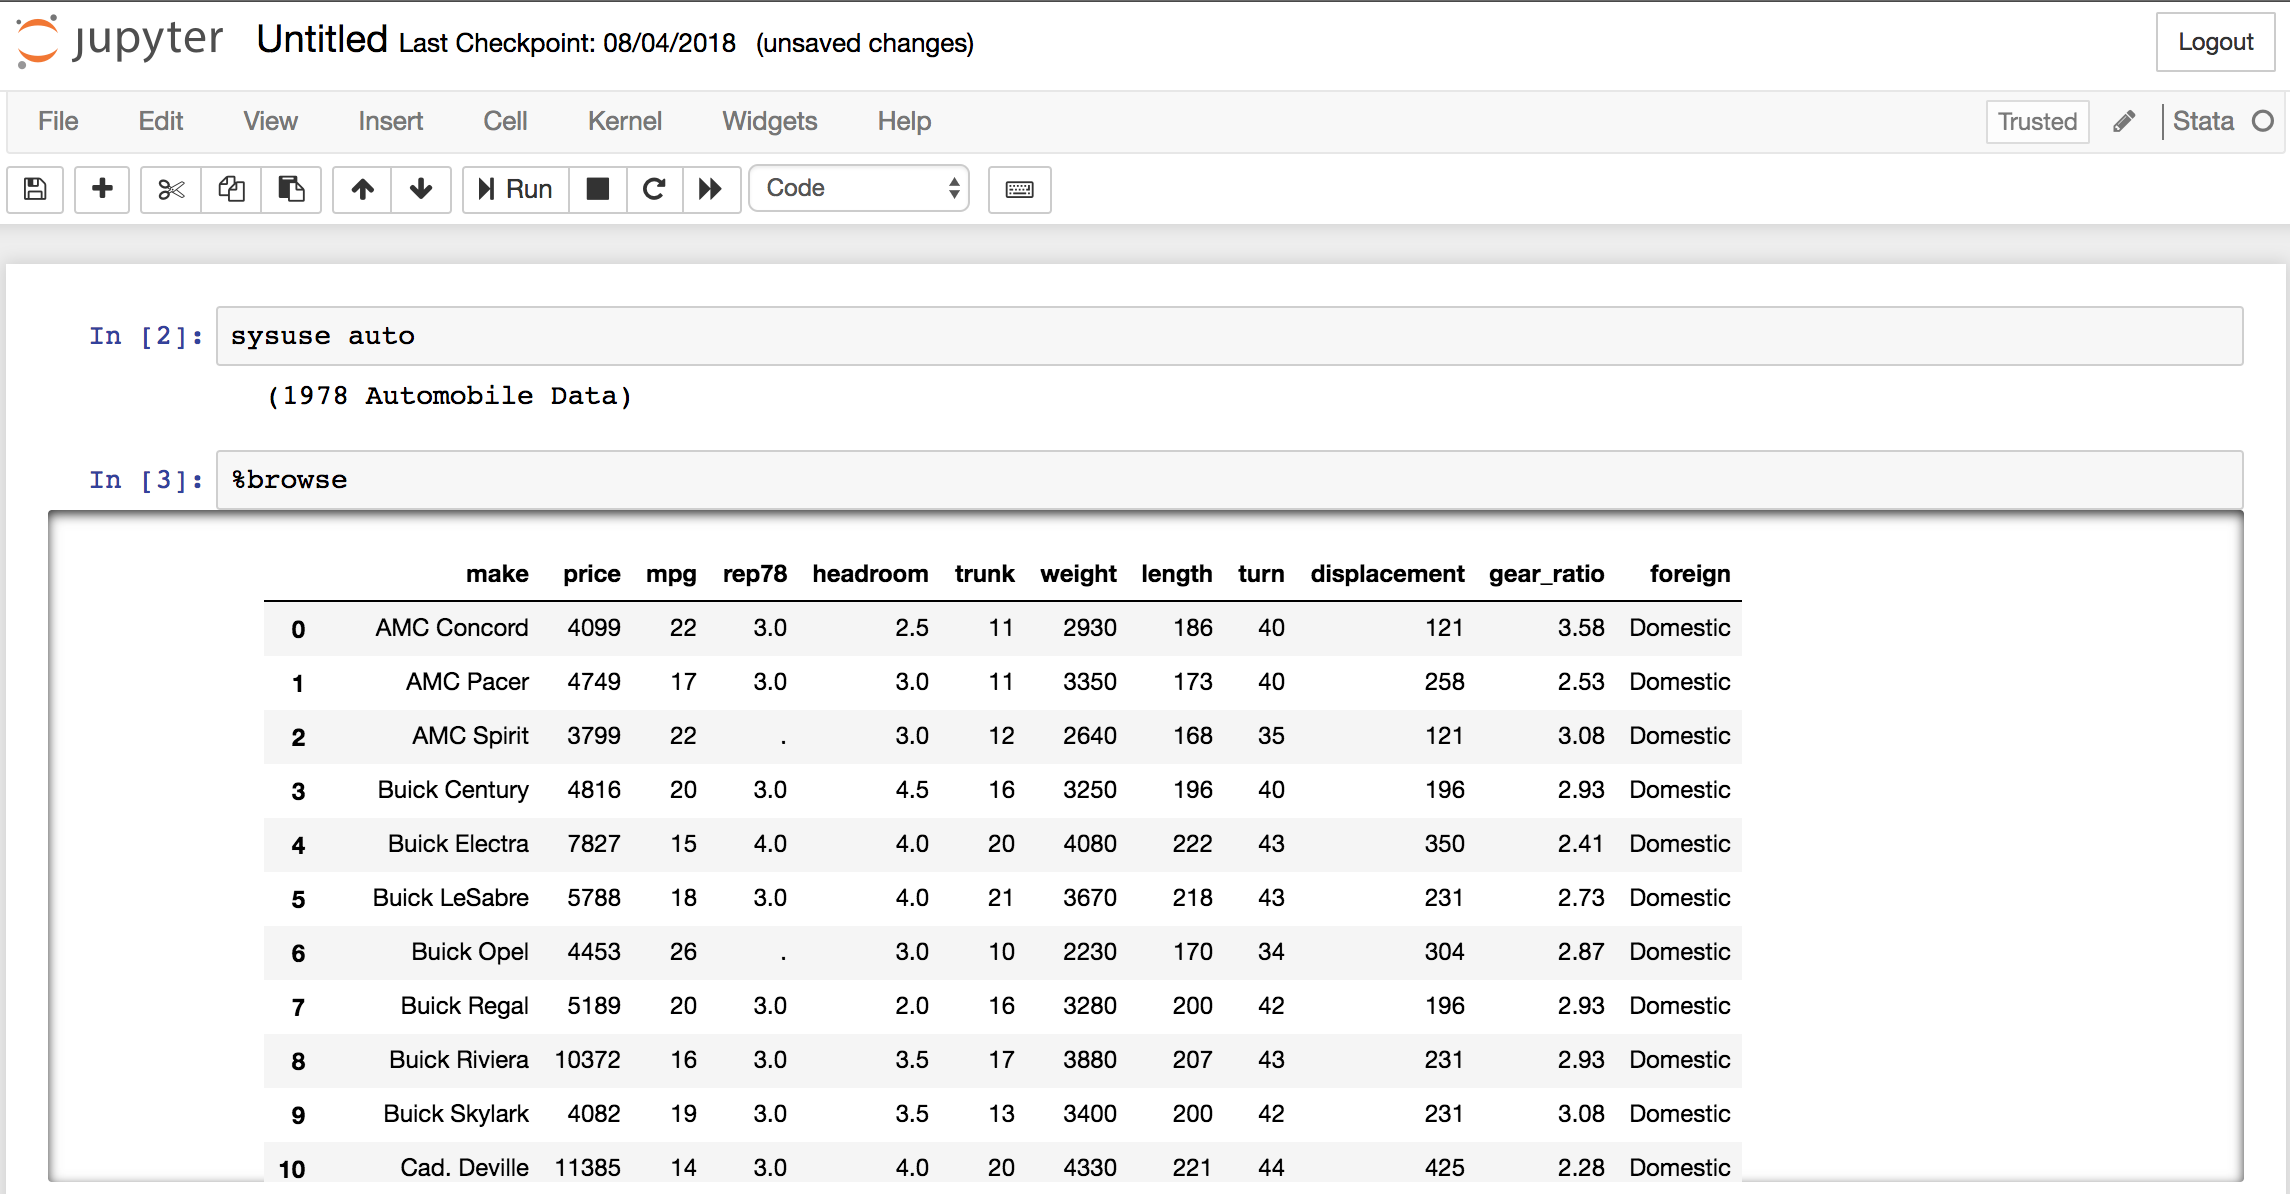 jupyter Untitled Last Checkpoint: 08/04/2018 (unsaved changes) Logout
File Edit View Insert Cell Kernel Widgets Help Trusted Stata
Run Code
In [2]: sysuse auto
(1978 Automobile Data)
In [3]: %browse
make price mpg rep78 headroom trunk weight length turn displacement gear_ratio foreign
0 AMC Concord 4099 22 3.0 2.5 11 2930 186 40 121 3.58 Domestic
1 AMC Pacer 4749 17 3.0 3.0 11 3350 173 40 258 2.53 Domestic
2 AMC Spirit 3799 22 . 3.0 12 2640 168 35 121 3.08 Domestic
3 Buick Century 4816 20 3.0 4.5 16 3250 196 40 196 2.93 Domestic
4 Buick Electra 7827 15 4.0 4.0 20 4080 222 43 350 2.41 Domestic
5 Buick LeSabre 5788 18 3.0 4.0 21 3670 218 43 231 2.73 Domestic
6 Buick Opel 4453 26 . 3.0 10 2230 170 34 304 2.87 Domestic
7 Buick Regal 5189 20 3.0 2.0 16 3280 200 42 196 2.93 Domestic
8 Buick Riviera 10372 16 3.0 3.5 17 3880 207 43 231 2.93 Domestic
9 Buick Skylark 4082 19 3.0 3.5 13 3400 200 42 231 3.08 Domestic
10 Cad. Deville 11385 14 3.0 4.0 20 4330 221 44 425 2.28 Domestic